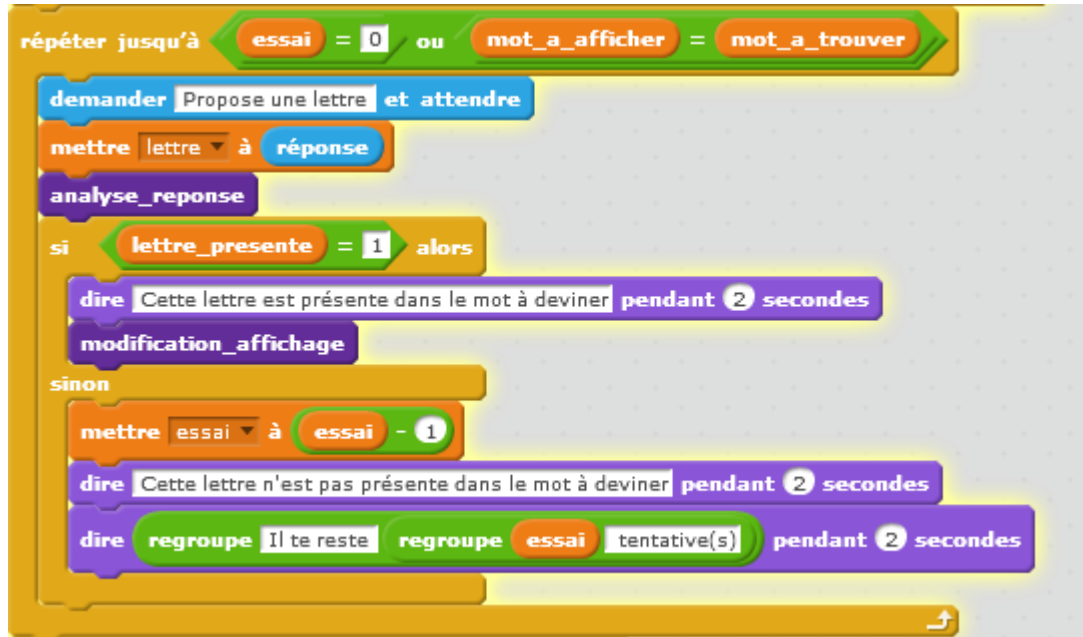 répéter jusqu'à essai = 0 ou mot_a_afficher = mot_a_trouver
demander Propose une lettre et attendre
mettre lettre à réponse
analyse_reponse
si lettre_presente = 1 alors
dire Cette lettre est présente dans le mot à deviner pendant 2 secondes
modification_affichage
sinon
mettre essai à essai - 1
dire Cette lettre n'est pas présente dans le mot à deviner pendant 2 secondes
dire regroupe Il te reste regroupe essai tentative(s) pendant 2 secondes